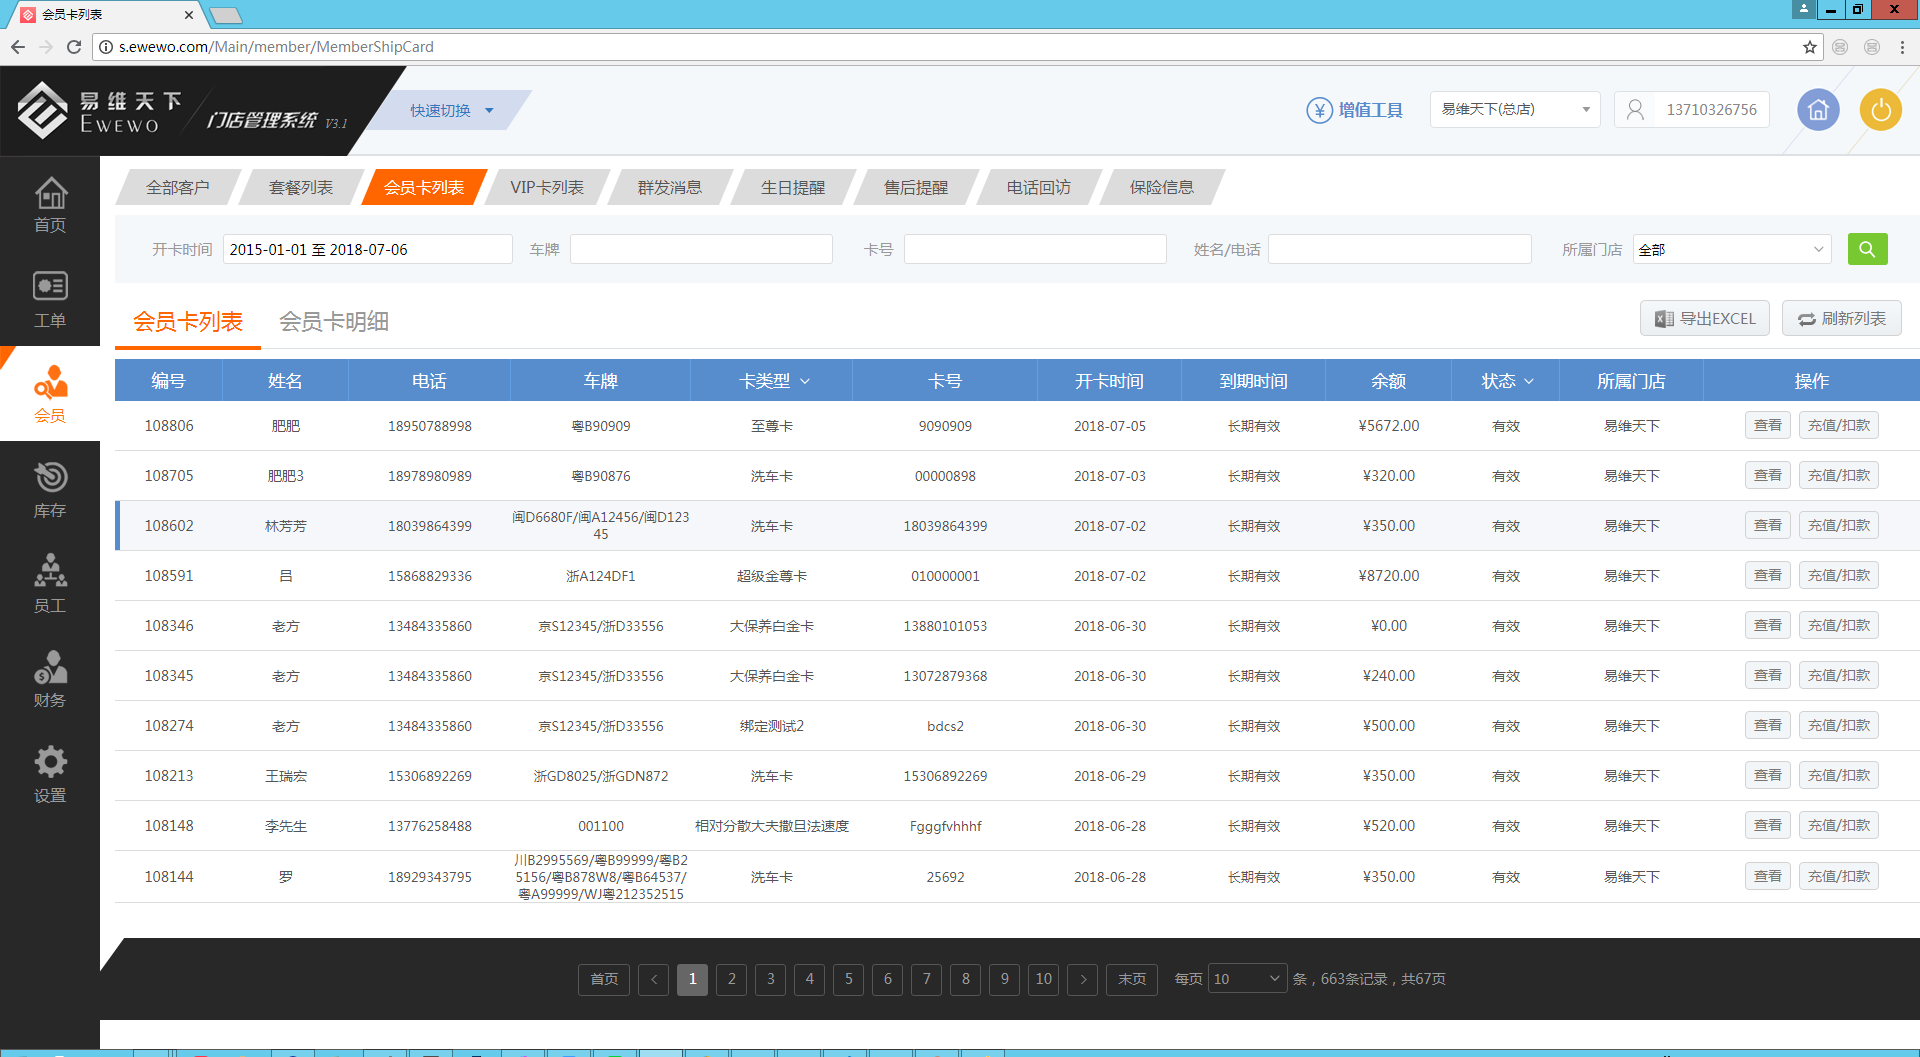 会员卡列表
s.ewewo.com/Main/member/MemberShipCard
易维天下
EWEWO
门店管理系统 V3.1
快速切换
增值工具
易维天下(总店)
13710326756
首页
工单
会员
库存
员工
财务
设置
全部客户 套餐列表 会员卡列表 VIP卡列表 群发消息 生日提醒 售后提醒 电话回访 保险信息
开卡时间 2015-01-01 至 2018-07-06 车牌 卡号 姓名/电话 所属门店 全部
会员卡列表 会员卡明细 导出EXCEL 刷新列表
编号 姓名 电话 车牌 卡类型 卡号 开卡时间 到期时间 余额 状态 所属门店 操作
108806 肥肥 18950788998 粤B90909 至尊卡 9090909 2018-07-05 长期有效 ¥5672.00 有效 易维天下 查看 充值/扣款
108705 肥肥3 18978980989 粤B90876 洗车卡 00000898 2018-07-03 长期有效 ¥320.00 有效 易维天下 查看 充值/扣款
108602 林芳芳 18039864399 闽D6680F/闽A12456/闽D123
45 洗车卡 18039864399 2018-07-02 长期有效 ¥350.00 有效 易维天下 查看 充值/扣款
108591 吕 15868829336 浙A124DF1 超级金尊卡 010000001 2018-07-02 长期有效 ¥8720.00 有效 易维天下 查看 充值/扣款
108346 老方 13484335860 京S12345/浙D33556 大保养白金卡 13880101053 2018-06-30 长期有效 ¥0.00 有效 易维天下 查看 充值/扣款
108345 老方 13484335860 京S12345/浙D33556 大保养白金卡 13072879368 2018-06-30 长期有效 ¥240.00 有效 易维天下 查看 充值/扣款
108274 老方 13484335860 京S12345/浙D33556 绑定测试2 bdcs2 2018-06-30 长期有效 ¥500.00 有效 易维天下 查看 充值/扣款
108213 王瑞宏 15306892269 浙GD8025/浙GDN872 洗车卡 15306892269 2018-06-29 长期有效 ¥350.00 有效 易维天下 查看 充值/扣款
108148 李先生 13776258488 001100 相对分散大夫撒旦法速度 Fgggfvhhhf 2018-06-28 长期有效 ¥520.00 有效 易维天下 查看 充值/扣款
108144 罗 18929343795 川B2995569/粤B99999/粤B2
5156/粤B878W8/粤B64537/
粤A99999/WJ粤212352515 洗车卡 25692 2018-06-28 长期有效 ¥350.00 有效 易维天下 查看 充值/扣款
首页 < 1 2 3 4 5 6 7 8 9 10 > 末页 每页 10 条，663条记录，共67页